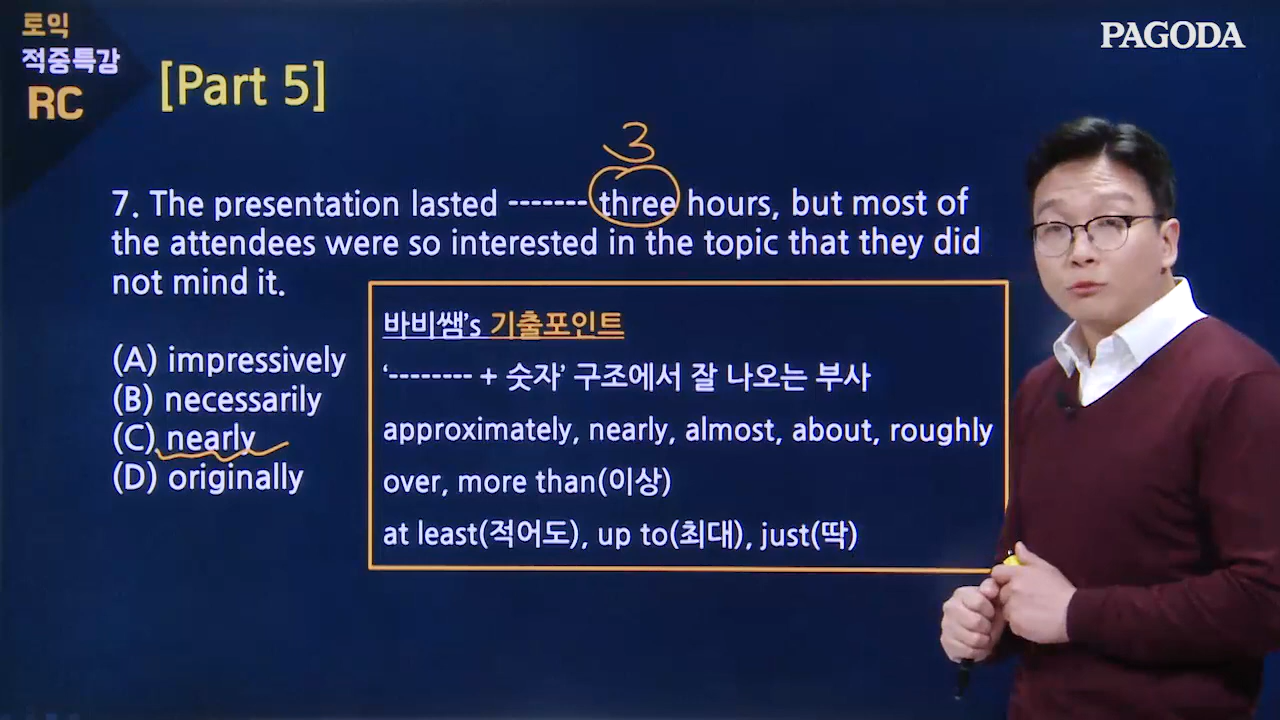 토익
적중특강
RC
PAGODA
[Part 5]
3
7. The presentation lasted ------- three hours, but most of
the attendees were so interested in the topic that they did
not mind it.
(A) impressively
(B) necessarily
(C) nearly
(D) originally
바비쌤's 기출포인트
‘-------- + 숫자’ 구조에서 잘 나오는 부사
approximately, nearly, almost, about, roughly
over, more than(이상)
at least(적어도), up to(최대), just(딱)